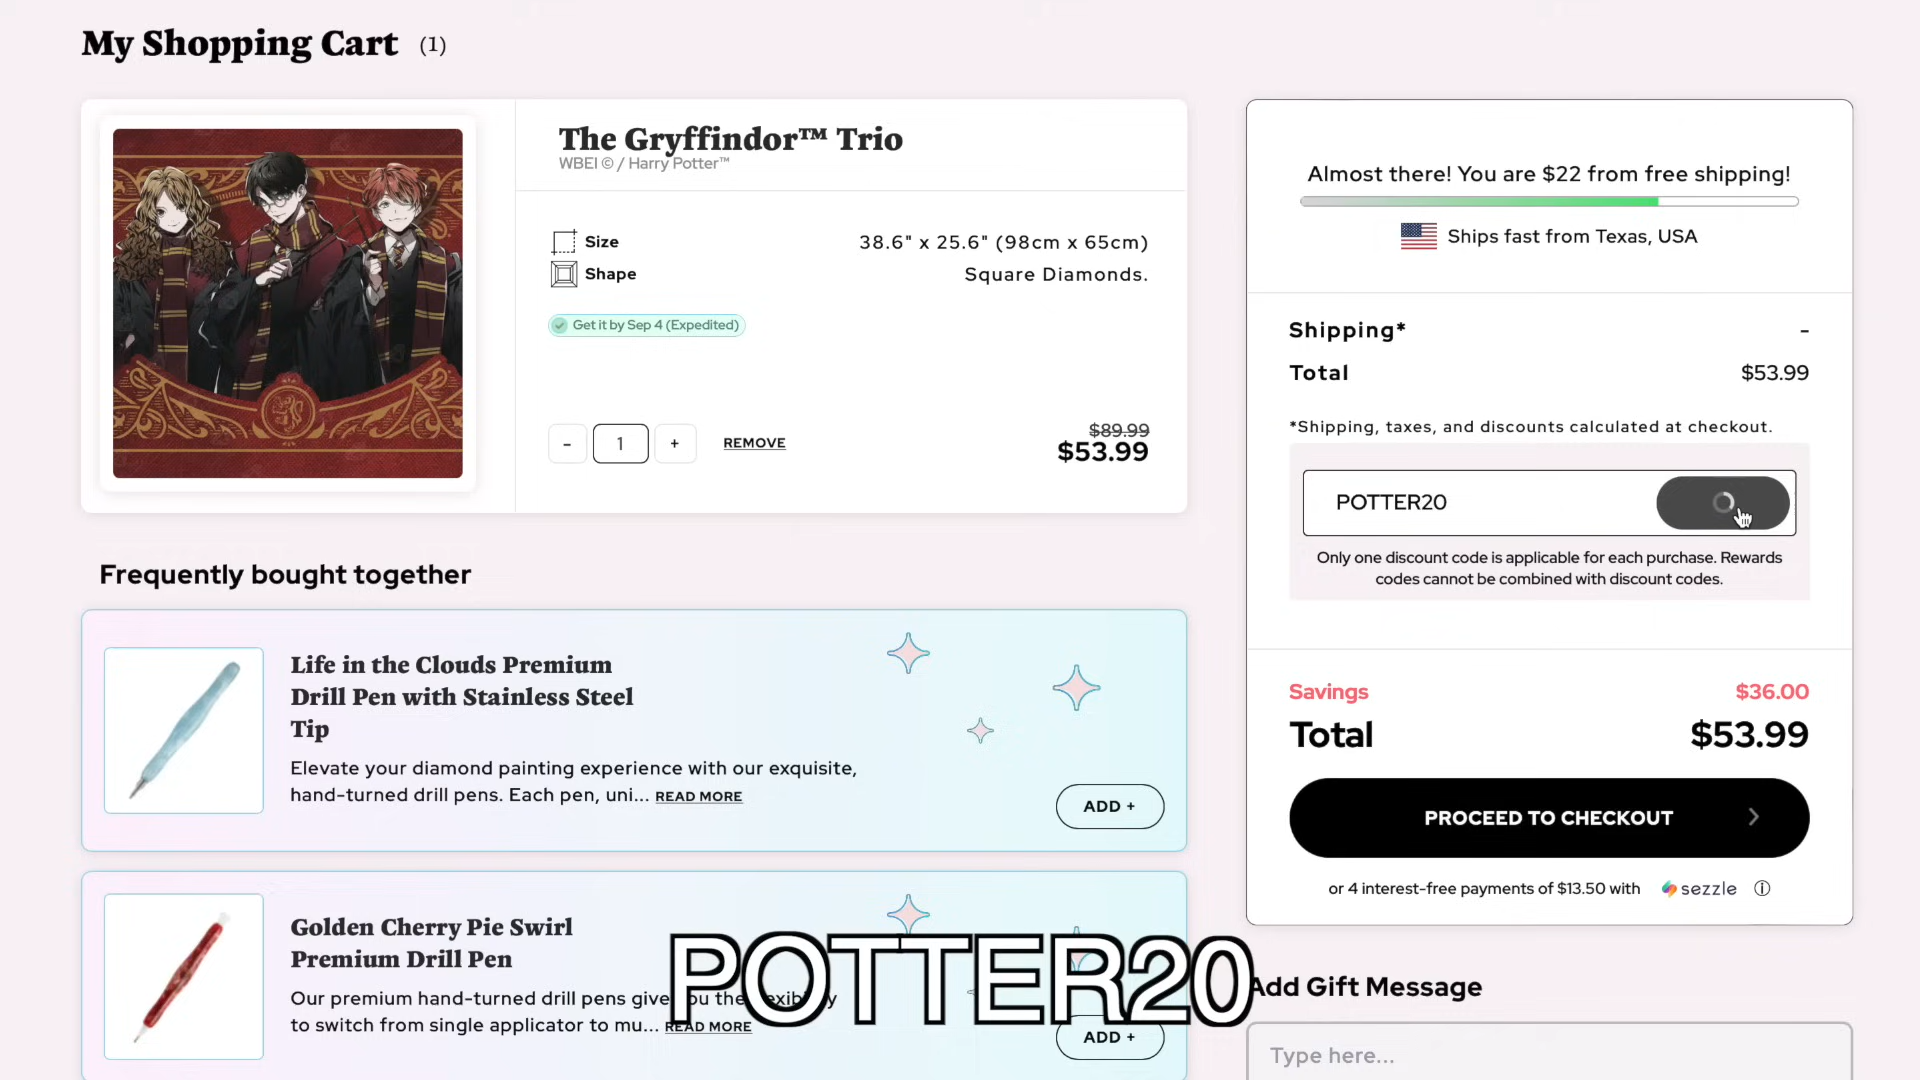 My Shopping Cart (1)
The Gryffindor™ Trio
WBEI © / Harry Potter™
Size 38.6" x 25.6" (98cm x 65cm)
Shape Square Diamonds.
Get it by Sep 4 (Expedited)
- 1 + REMOVE
$89.99
$53.99
Frequently bought together
Life in the Clouds Premium
Drill Pen with Stainless Steel
Tip
Elevate your diamond painting experience with our exquisite,
hand-turned drill pens. Each pen, uni... READ MORE
ADD +
Golden Cherry Pie Swirl
Premium Drill Pen
Our premium hand-turned drill pens give
to switch from single applicator to mu... READ MORE
ADD +
POTTER20
Almost there! You are $22 from free shipping!
Ships fast from Texas, USA
Shipping* -
Total $53.99
*Shipping, taxes, and discounts calculated at checkout.
POTTER20
Only one discount code is applicable for each purchase. Rewards
codes cannot be combined with discount codes.
Savings $36.00
Total $53.99
PROCEED TO CHECKOUT
or 4 interest-free payments of $13.50 with sezzle
Add Gift Message
Type here...